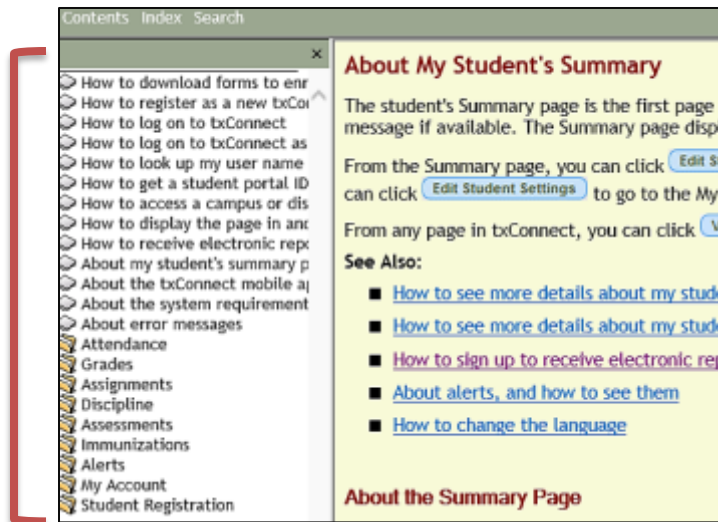 Contents Index Search
×
How to download forms to enr
How to register as a new txCo
How to log on to txConnect
How to log on to txConnect as
How to look up my user name
How to get a student portal ID
How to access a campus or dis
How to display the page in ano
How to receive electronic repo
About my student's summary p
About the txConnect mobile a
About the system requirement
About error messages
Attendance
Grades
Assignments
Discipline
Assessments
Immunizations
Alerts
My Account
Student Registration
About My Student's Summary
The student's Summary page is the first page
message if available. The Summary page disp
From the Summary page, you can click Edit S
can click Edit Student Settings to go to the My
From any page in txConnect, you can click V
See Also:
How to see more details about my stud
How to see more details about my stud
How to sign up to receive electronic rep
About alerts, and how to see them
How to change the language
About the Summary Page